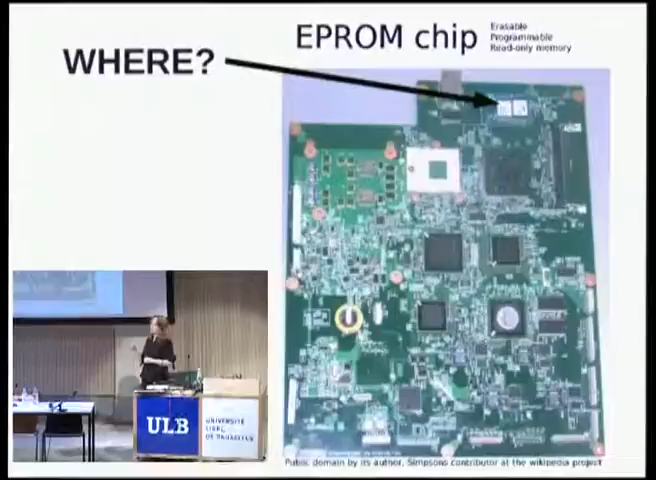 EPROM chip
Erasable
Programmable
Read-only memory
WHERE?
ULB
UNIVERSITÉ
LIBRE
DE BRUXELLES
Public domain by its author, Simpsons contributor at the wikipedia project